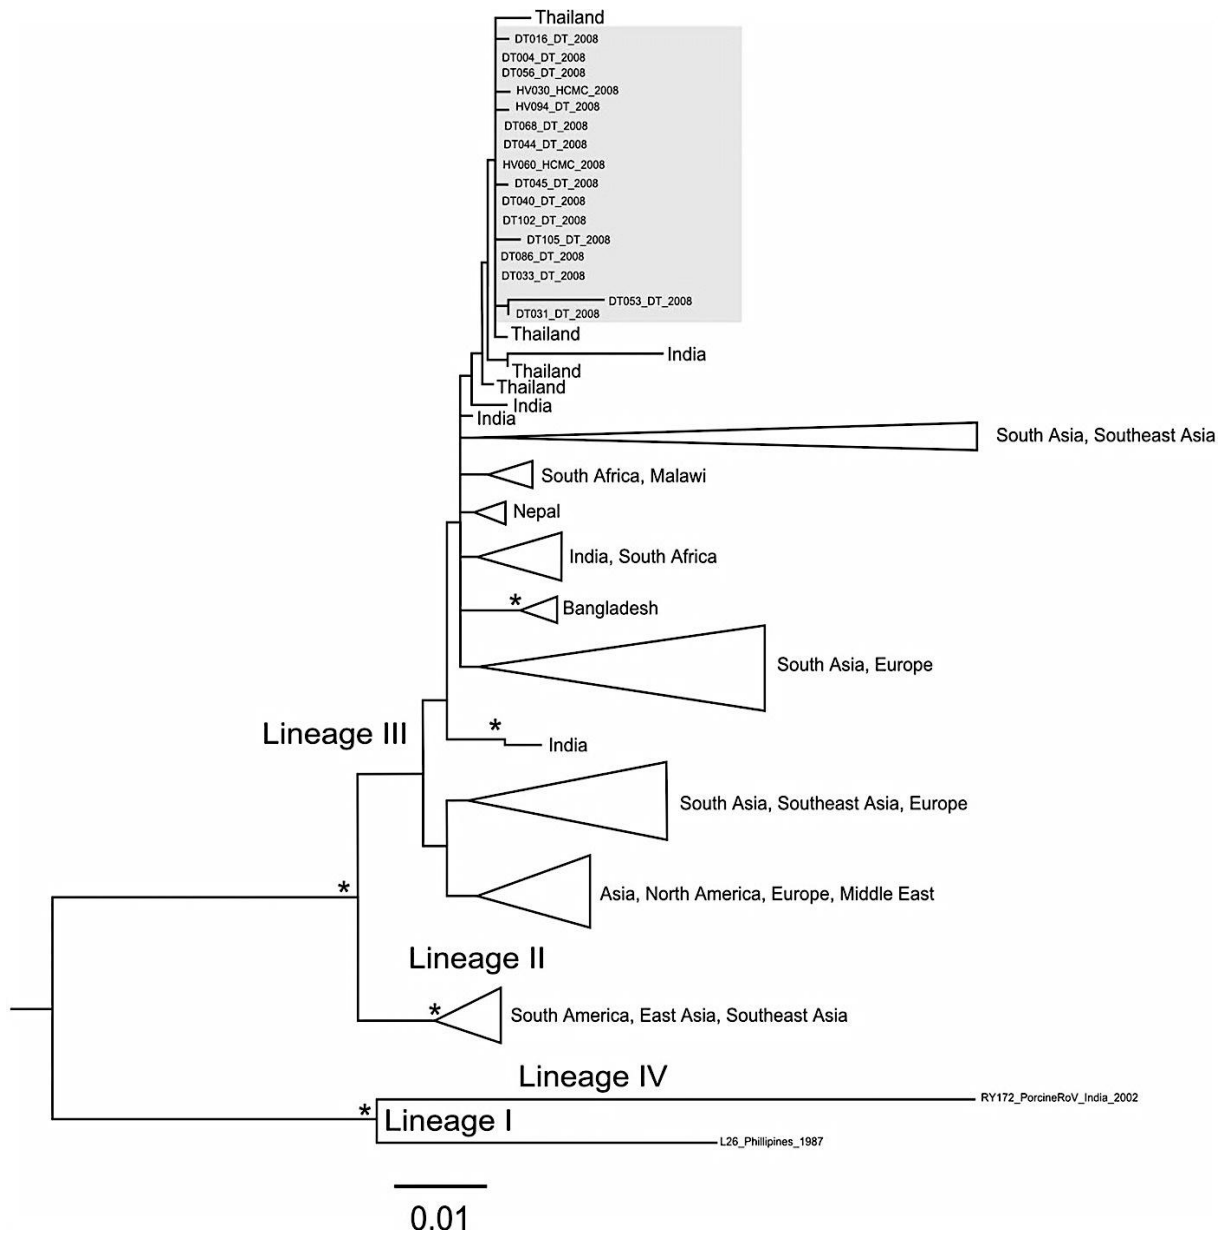 Thailand
DT016_DT_2008
DT004_DT_2008
DT056_DT_2008
HV030_HCMC_2008
HV094_DT_2008
DT068_DT_2008
DT044_DT_2008
HV060_HCMC_2008
DT045_DT_2008
DT040_DT_2008
DT102_DT_2008
DT105_DT_2008
DT086_DT_2008
DT033_DT_2008
DT053_DT_2008
DT031_DT_2008
Thailand
India
Thailand
Thailand
India
India
South Asia, Southeast Asia
South Africa, Malawi
Nepal
India, South Africa
*
Bangladesh
South Asia, Europe
Lineage III
*
India
South Asia, Southeast Asia, Europe
*
Asia, North America, Europe, Middle East
Lineage II
*
South America, East Asia, Southeast Asia
Lineage IV
RY172_PorcineRoV_India_2002
*
Lineage I
L26_Phillipines_1987
0.01